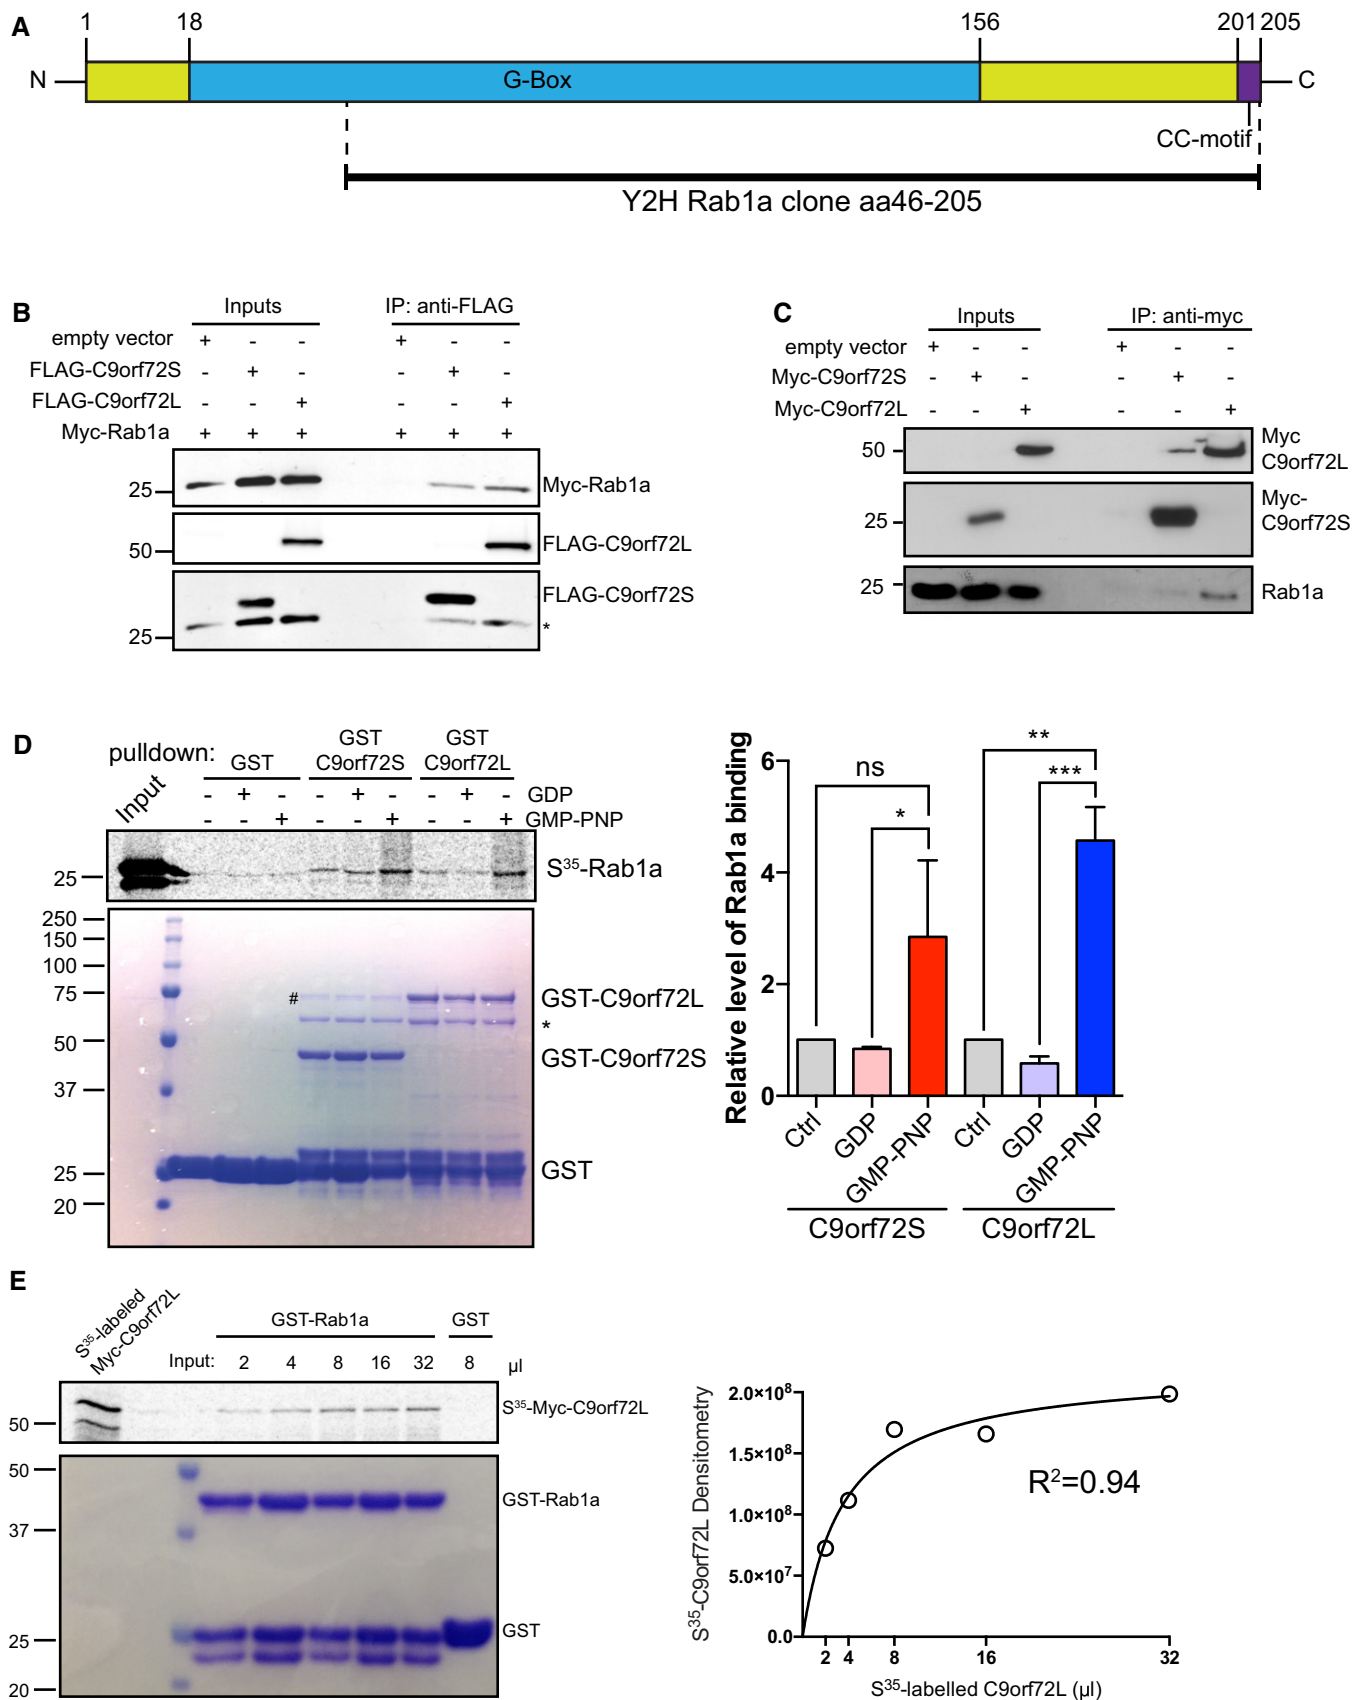 A
1 18 156 201 205
N G-Box C
CC-motif
Y2H Rab1a clone aa46-205
B
Inputs IP: anti-FLAG
empty vector + - - + - -
FLAG-C9orf72S - + - - + -
FLAG-C9orf72L - - + - - +
Myc-Rab1a + + + + + +
25 Myc-Rab1a
50 FLAG-C9orf72L
FLAG-C9orf72S
*
25
C
Inputs IP: anti-myc
empty vector + - - + - -
Myc-C9orf72S - + - - + -
Myc-C9orf72L - - + - - +
50 Myc
C9orf72L
25 Myc-
C9orf72S
25 Rab1a
D
pulldown: GST GST C9orf72S GST C9orf72L
Input - + - - + - - + - GDP
- - + - - + - - + GMP-PNP
25 S35-Rab1a
250
150
100
75 # GST-C9orf72L
*
50 GST-C9orf72S
37
25 GST
20
Relative level of Rab1a binding
6
4
2
0
ns
*
**
***
Ctrl GDP GMP-PNP Ctrl GDP GMP-PNP
C9orf72S C9orf72L
E
S35-labeled
Myc-C9orf72L
GST-Rab1a GST
Input: 2 4 8 16 32 8 µl
50 S35-Myc-C9orf72L
50 GST-Rab1a
37
25 GST
20
S35-C9orf72L Densitometry
2.0×108
1.5×108
1.0×108
5.0×107
0.0
R2=0.94
2 4 8 16 32
S35-labelled C9orf72L (µl)